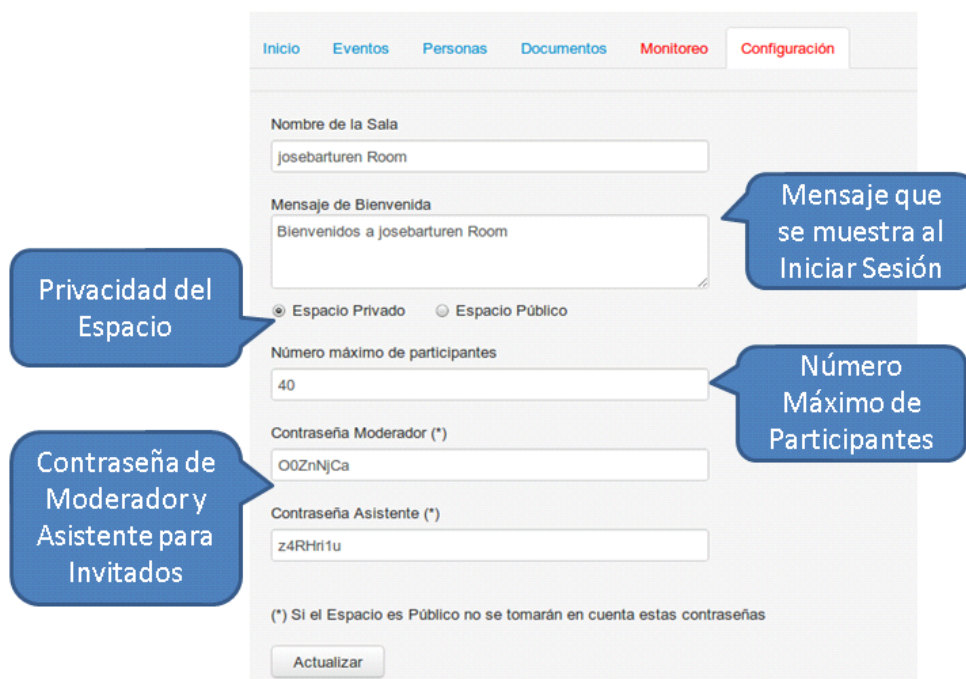 Inicio Eventos Personas Documentos Monitoreo Configuración
Nombre de la Sala
josebarturen Room
Mensaje de Bienvenida
Bienvenidos a josebarturen Room
Mensaje que
se muestra al
Iniciar Sesión
Privacidad del
Espacio
Espacio Privado Espacio Público
Número máximo de participantes
40
Número
Máximo de
Participantes
Contraseña Moderador (*)
O0ZnNjCa
Contraseña de
Moderador y
Asistente para
Invitados
Contraseña Asistente (*)
z4RHri1u
(*) Si el Espacio es Público no se tomarán en cuenta estas contraseñas
Actualizar